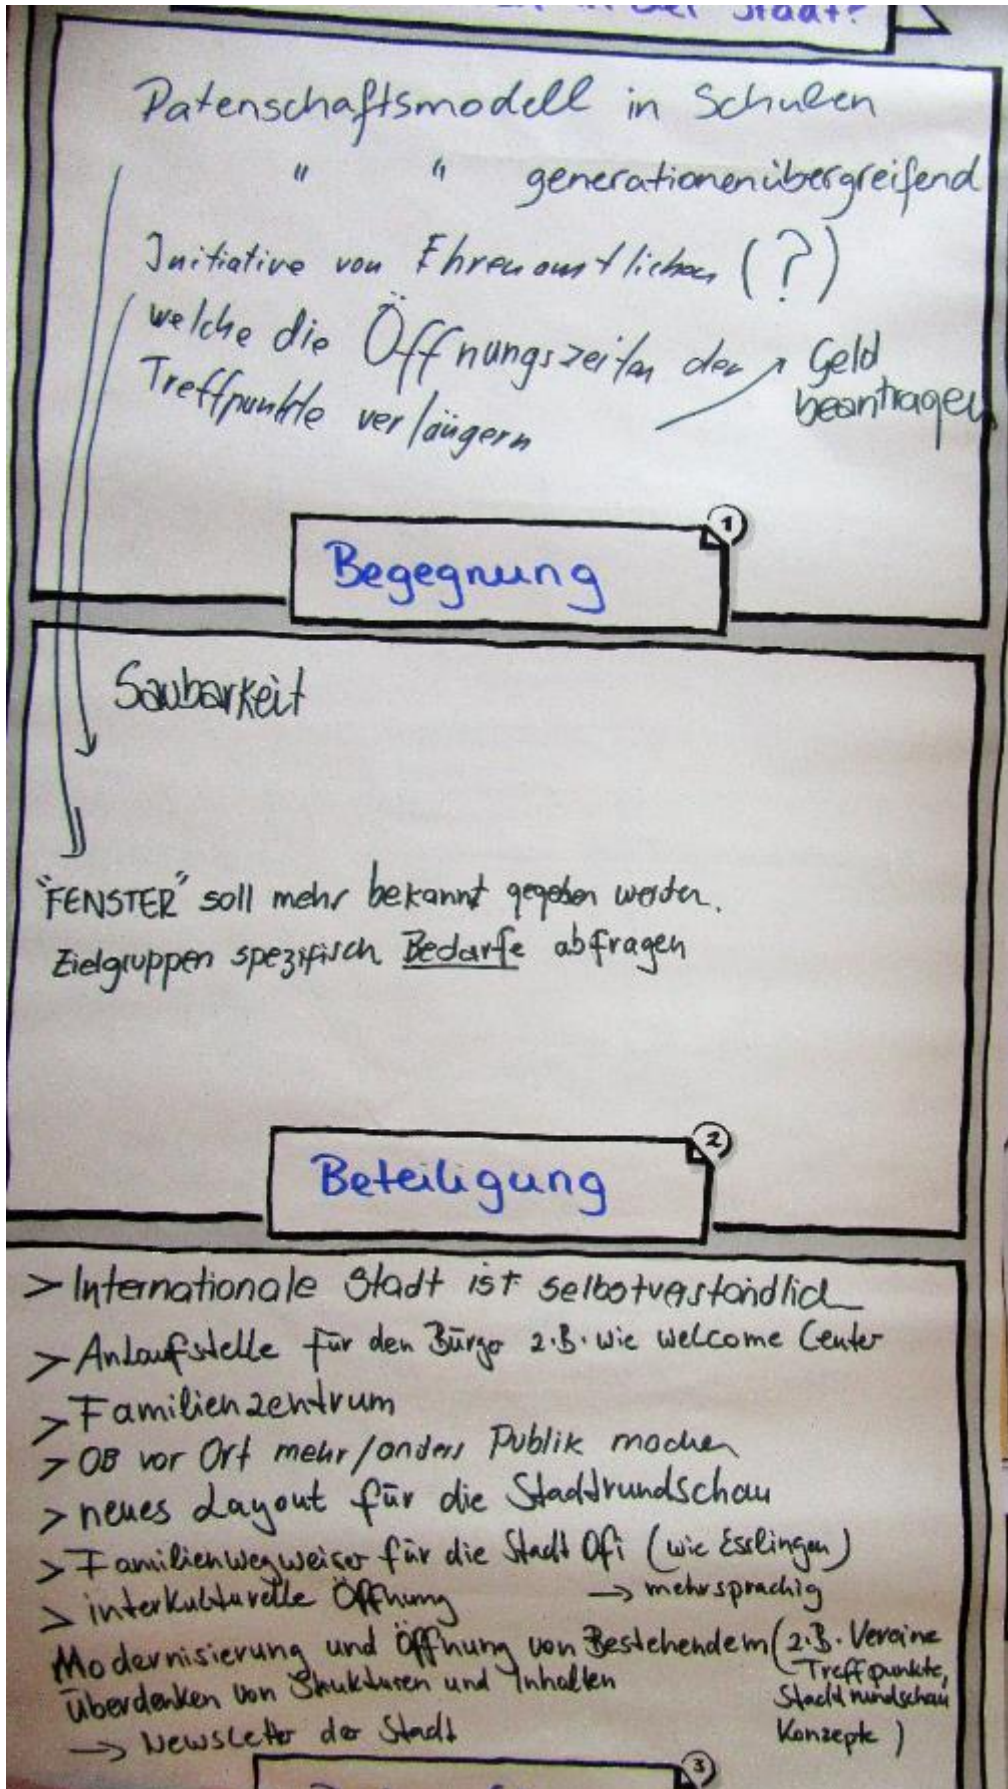 in der Stadt?
Patenschaftsmodell in Schulen
" " generationenübergreifend
Initiative von Ehrenamtlichen (?)
welche die Öffnungszeiten der
Treffpunkte verlängern
Geld
beantragen
1
Begegnung
Saubarkeit
"FENSTER" soll mehr bekannt gegeben werden.
Zielgruppen spezifisch Bedarfe abfragen
2
Beteiligung
> Internationale Stadt ist selbstverständlich
> Anlaufstelle für den Bürger z.B. wie Welcome Center
> Familienzentrum
> OB vor Ort mehr/anders Publik machen
> neues Layout für die Stadtrundschau
> Familienwegweiser für die Stadt Ofi (wie Esslingen)
> interkulturelle Öffnung → mehrsprachig
Modernisierung und Öffnung von Bestehendem (z.B. Vereine
Treffpunkte,
Überdenken von Strukturen und Inhalten
Stadtrundschau
→ Newsletter der Stadt
Konzepte)
3